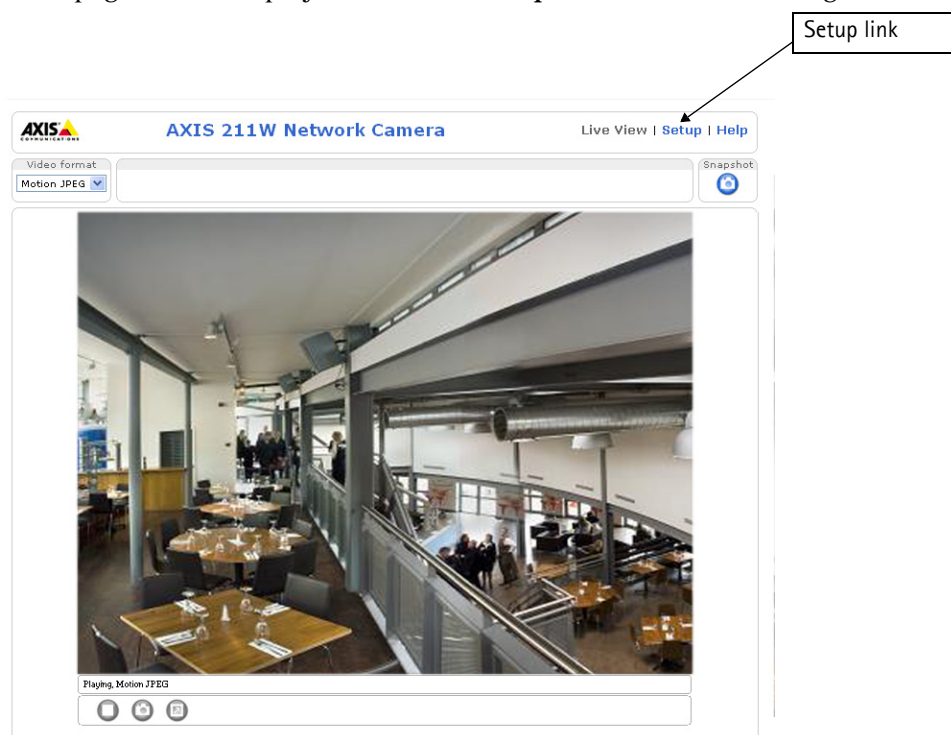 Setup link
AXIS
COMMUNICATIONS
AXIS 211W Network Camera
Live View | Setup | Help
Video format
Snapshot
Motion JPEG
Playing, Motion JPEG